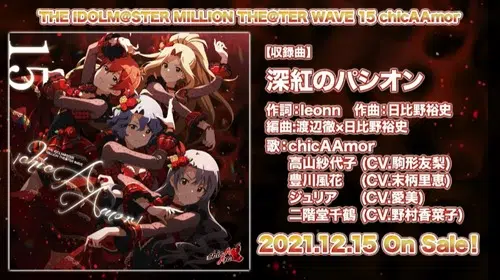 THE IDOLM@STER MILLION THE@TER WAVE 15 chicAAmor
15
chicAAmor
【収録曲】
深紅のパシオン
作詞：leonn　作曲：日比野裕史
編曲：渡辺徹×日比野裕史
歌：chicAAmor
高山紗代子 (CV.駒形友梨)
豊川風花 (CV.末柄里恵)
ジュリア (CV.愛美)
二階堂千鶴 (CV.野村香菜子)
2021.12.15 On Sale!